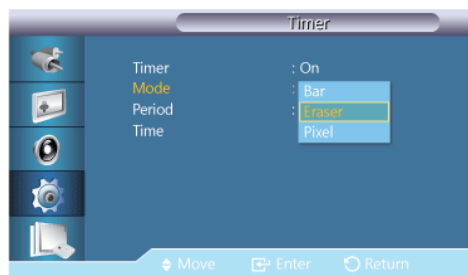 Timer
Timer : On
Mode : Bar
Period : Eraser
Time Pixel
Move Enter Return